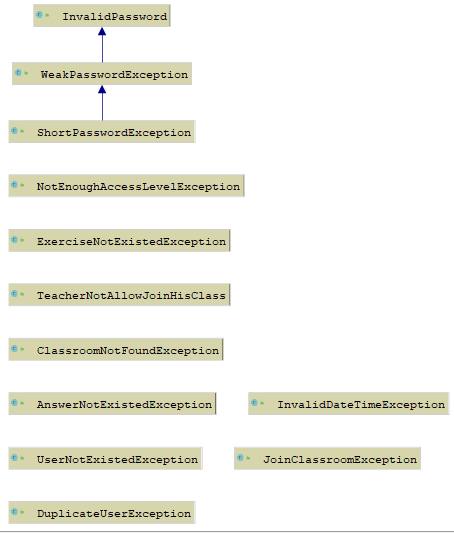 InvalidPassword
WeakPasswordException
ShortPasswordException
NotEnoughAccessLevelException
ExerciseNotExistedException
TeacherNotAllowJoinHisClass
ClassroomNotFoundException
AnswerNotExistedException InvalidDateTimeException
UserNotExistedException JoinClassroomException
DuplicateUserException